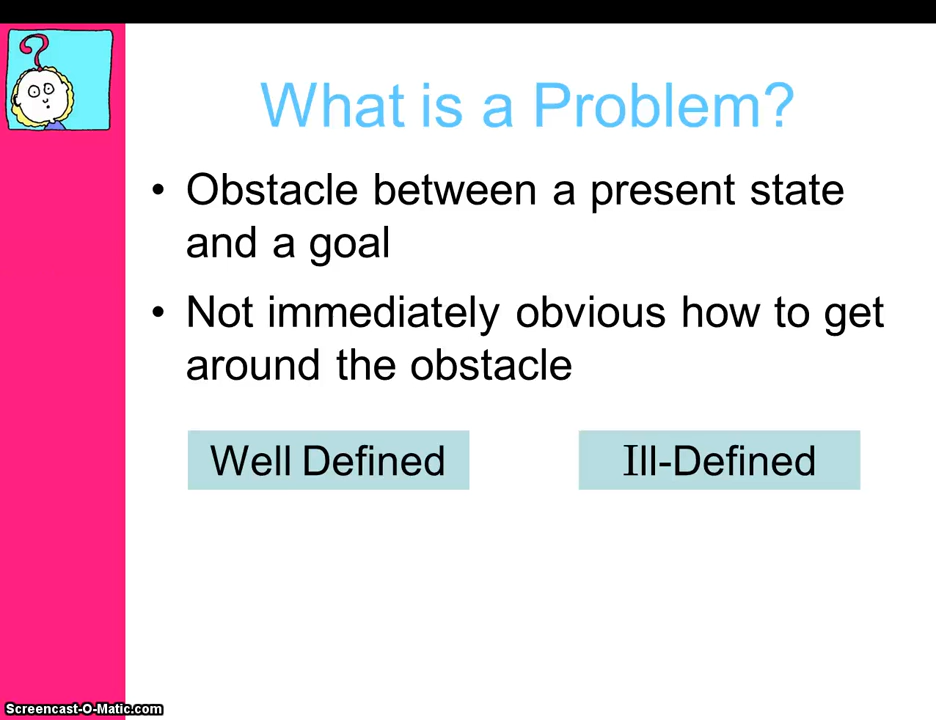 ?
What is a Problem?
• Obstacle between a present state
and a goal
• Not immediately obvious how to get
around the obstacle
Well Defined
Ill-Defined
Screencast-O-Matic.com